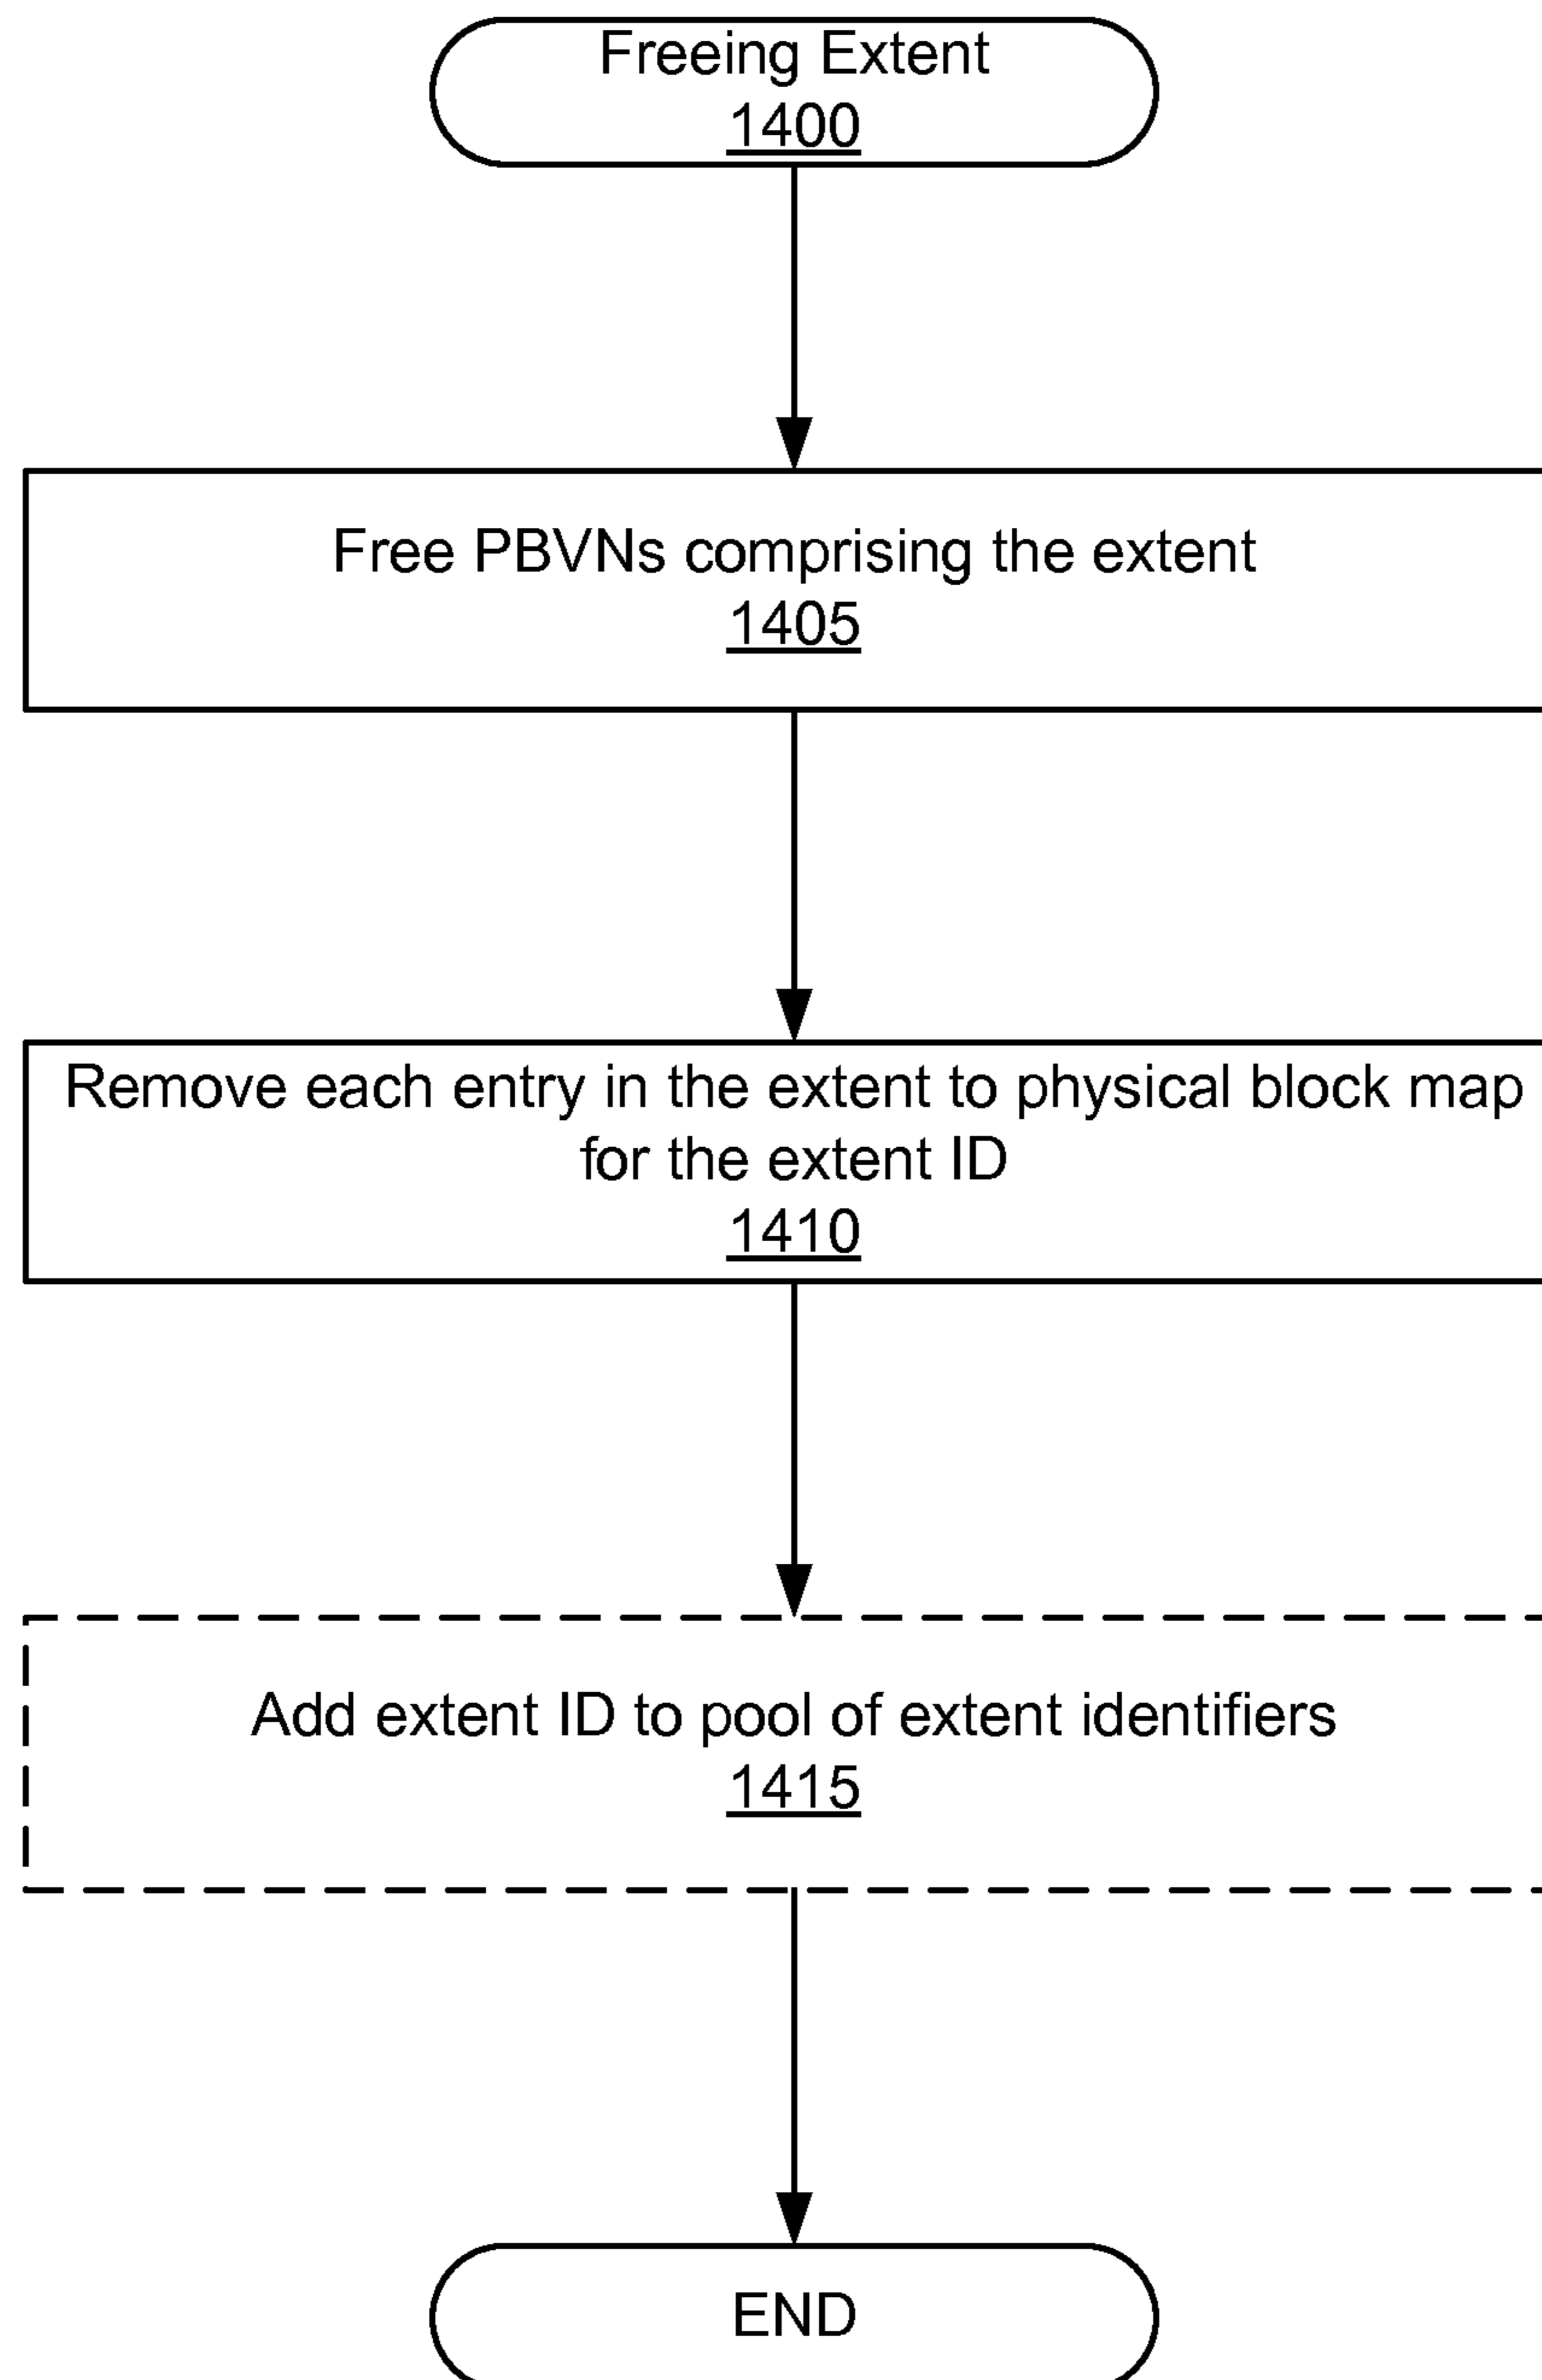 Freeing Extent
1400
Free PBVNs comprising the extent
1405
Remove each entry in the extent to physical block map
for the extent ID
1410
Add extent ID to pool of extent identifiers
1415
END